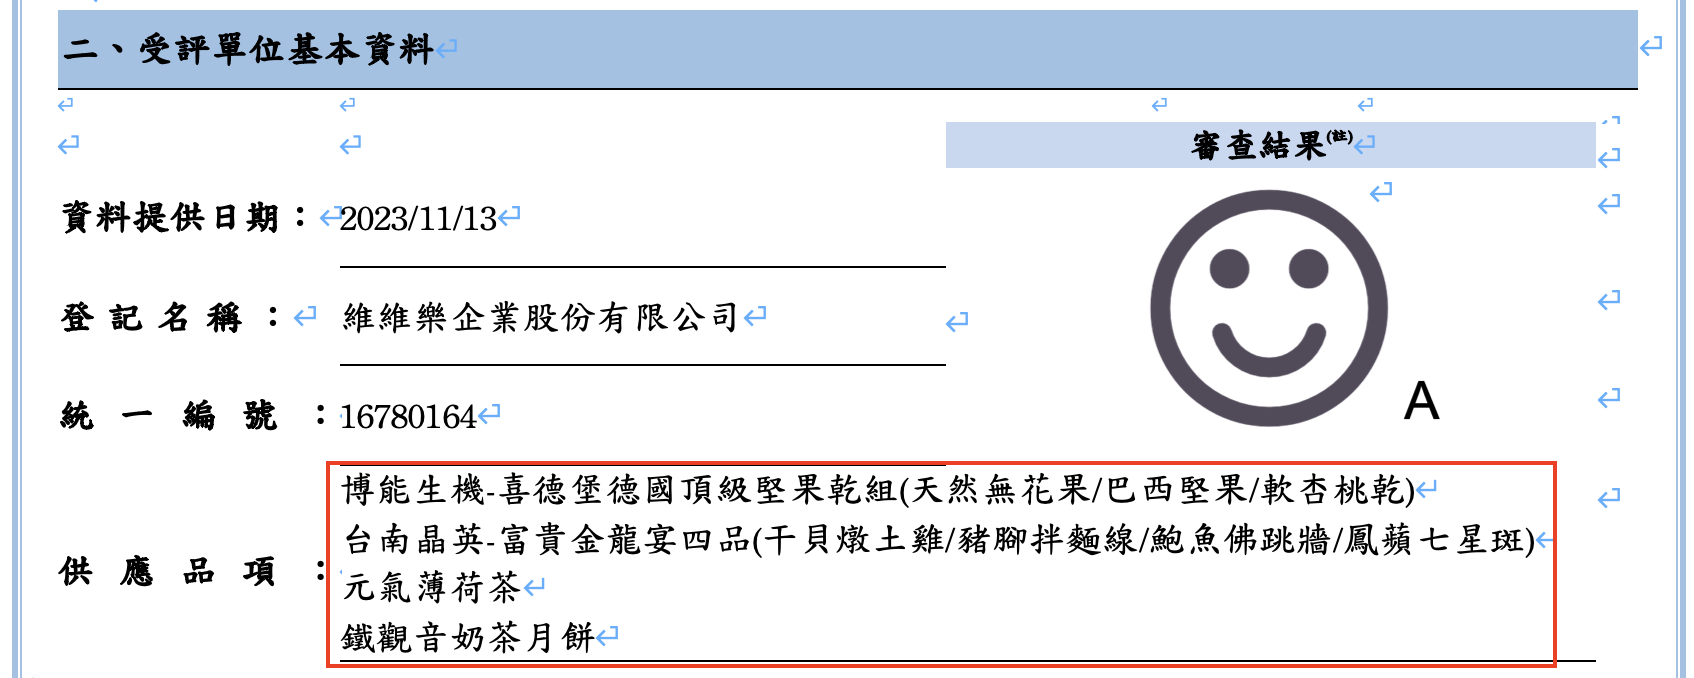 二、受評單位基本資料
審查結果(註)
資料提供日期：2023/11/13
登記名稱：維維樂企業股份有限公司
A
統一編號：16780164
供應品項：
博能生機-喜德堡德國頂級堅果乾組(天然無花果/巴西堅果/軟杏桃乾)
台南晶英-富貴金龍宴四品(干貝燉土雞/豬腳拌麵線/鮑魚佛跳牆/鳳蘋七星斑)
元氣薄荷茶
鐵觀音奶茶月餅